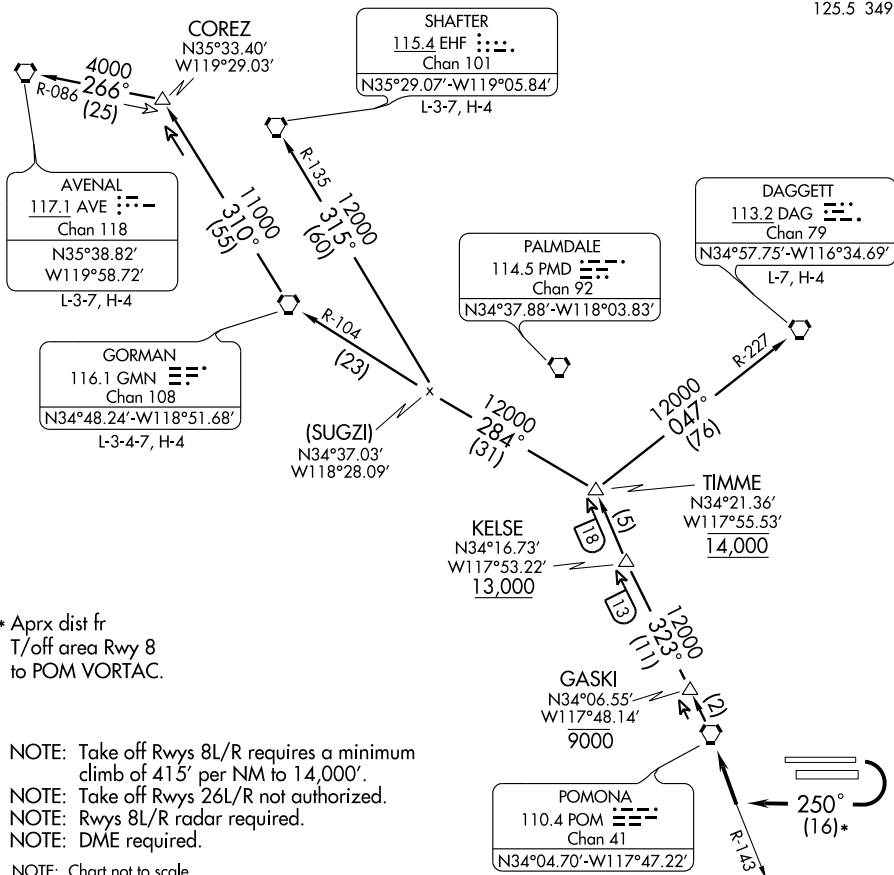 125.5 349
COREZ
N35°33.40'
W119°29.03'
SHAFTER
115.4 EHF
Chan 101
N35°29.07'-W119°05.84'
L-3-7, H-4
4000
266°
(25)
R-086
AVENAL
117.1 AVE
Chan 118
N35°38.82'
W119°58.72'
L-3-7, H-4
11000
310°
(55)
R-135
12000
315°
(60)
PALMDALE
114.5 PMD
Chan 92
N34°37.88'-W118°03.83'
DAGGETT
113.2 DAG
Chan 79
N34°57.75'-W116°34.69'
L-7, H-4
GORMAN
116.1 GMN
Chan 108
N34°48.24'-W118°51.68'
L-3-4-7, H-4
R-104
(23)
R-227
12000
047°
(76)
(SUGZI)
N34°37.03'
W118°28.09'
12000
284°
(31)
TIMME
N34°21.36'
W117°55.53'
14,000
(5)
18
KELSE
N34°16.73'
W117°53.22'
13,000
13
12000
323°
(11)
* Aprx dist fr
T/off area Rwy 8
to POM VORTAC.
GASKI
N34°06.55'
W117°48.14'
9000
(2)
NOTE: Take off Rwys 8L/R requires a minimum
climb of 415' per NM to 14,000'.
NOTE: Take off Rwys 26L/R not authorized.
NOTE: Rwys 8L/R radar required.
NOTE: DME required.
NOTE: Chart not to scale
POMONA
110.4 POM
Chan 41
N34°04.70'-W117°47.22'
250°
(16)*
R-143